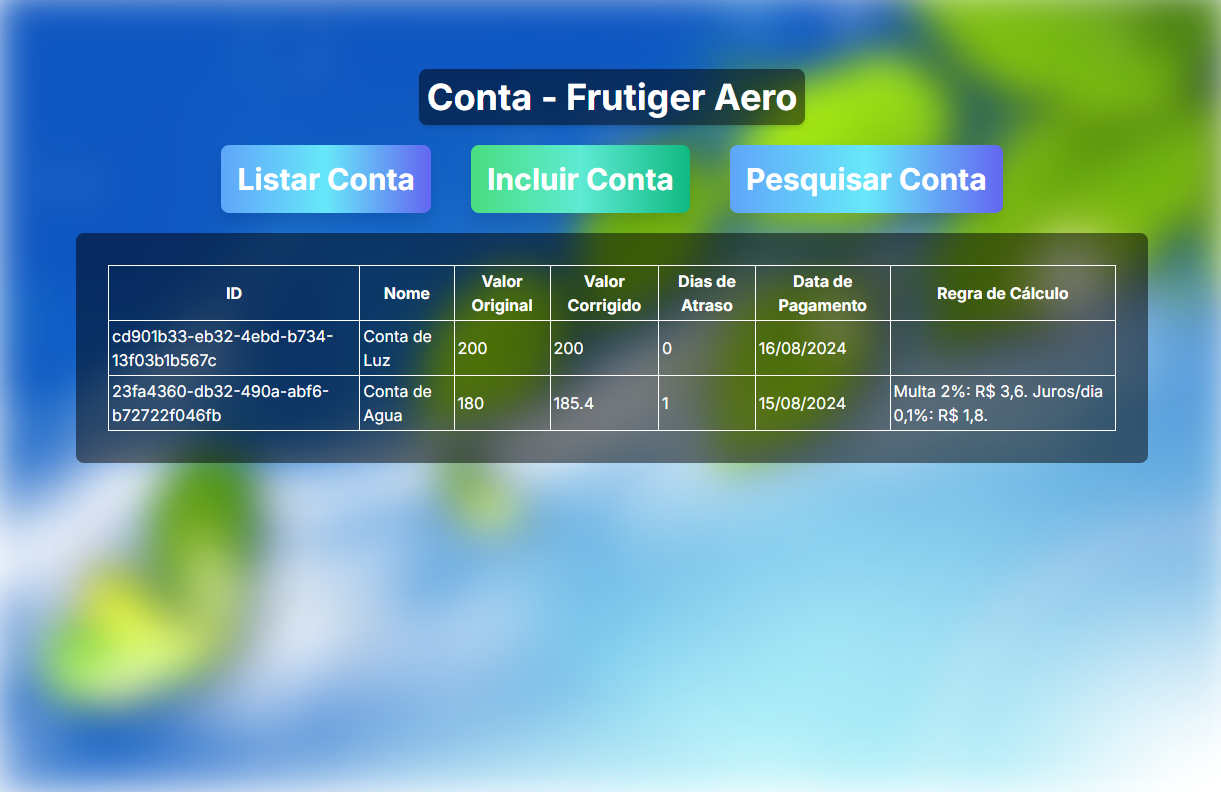 Conta - Frutiger Aero
Listar Conta
Incluir Conta
Pesquisar Conta
ID
Nome
Valor
Original
Valor
Corrigido
Dias de
Atraso
Data de
Pagamento
Regra de Cálculo
cd901b33-eb32-4ebd-b734-
13f03b1b567c
Conta de
Luz
200
200
0
16/08/2024
23fa4360-db32-490a-abf6-
b72722f046fb
Conta de
Agua
180
185.4
1
15/08/2024
Multa 2%: R$ 3,6. Juros/dia
0,1%: R$ 1,8.